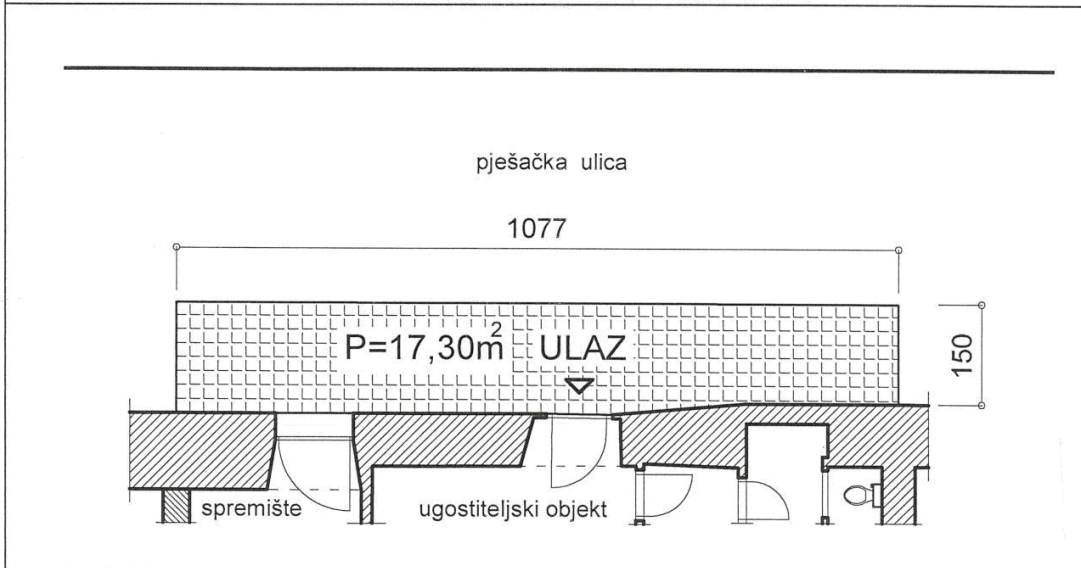 pješačka ulica
1077
P=17,30m² ULAZ
150
spremište
ugostiteljski objekt